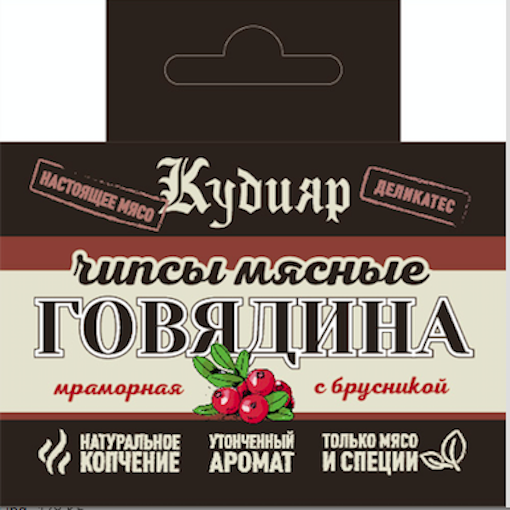 НАСТОЯЩЕЕ МЯСО
Кудияр
ДЕЛИКАТЕС
чипсы мясные
ГОВЯДИНА
мраморная с брусникой
НАТУРАЛЬНОЕ КОПЧЕНИЕ
УТОНЧЕННЫЙ АРОМАТ
ТОЛЬКО МЯСО И СПЕЦИИ